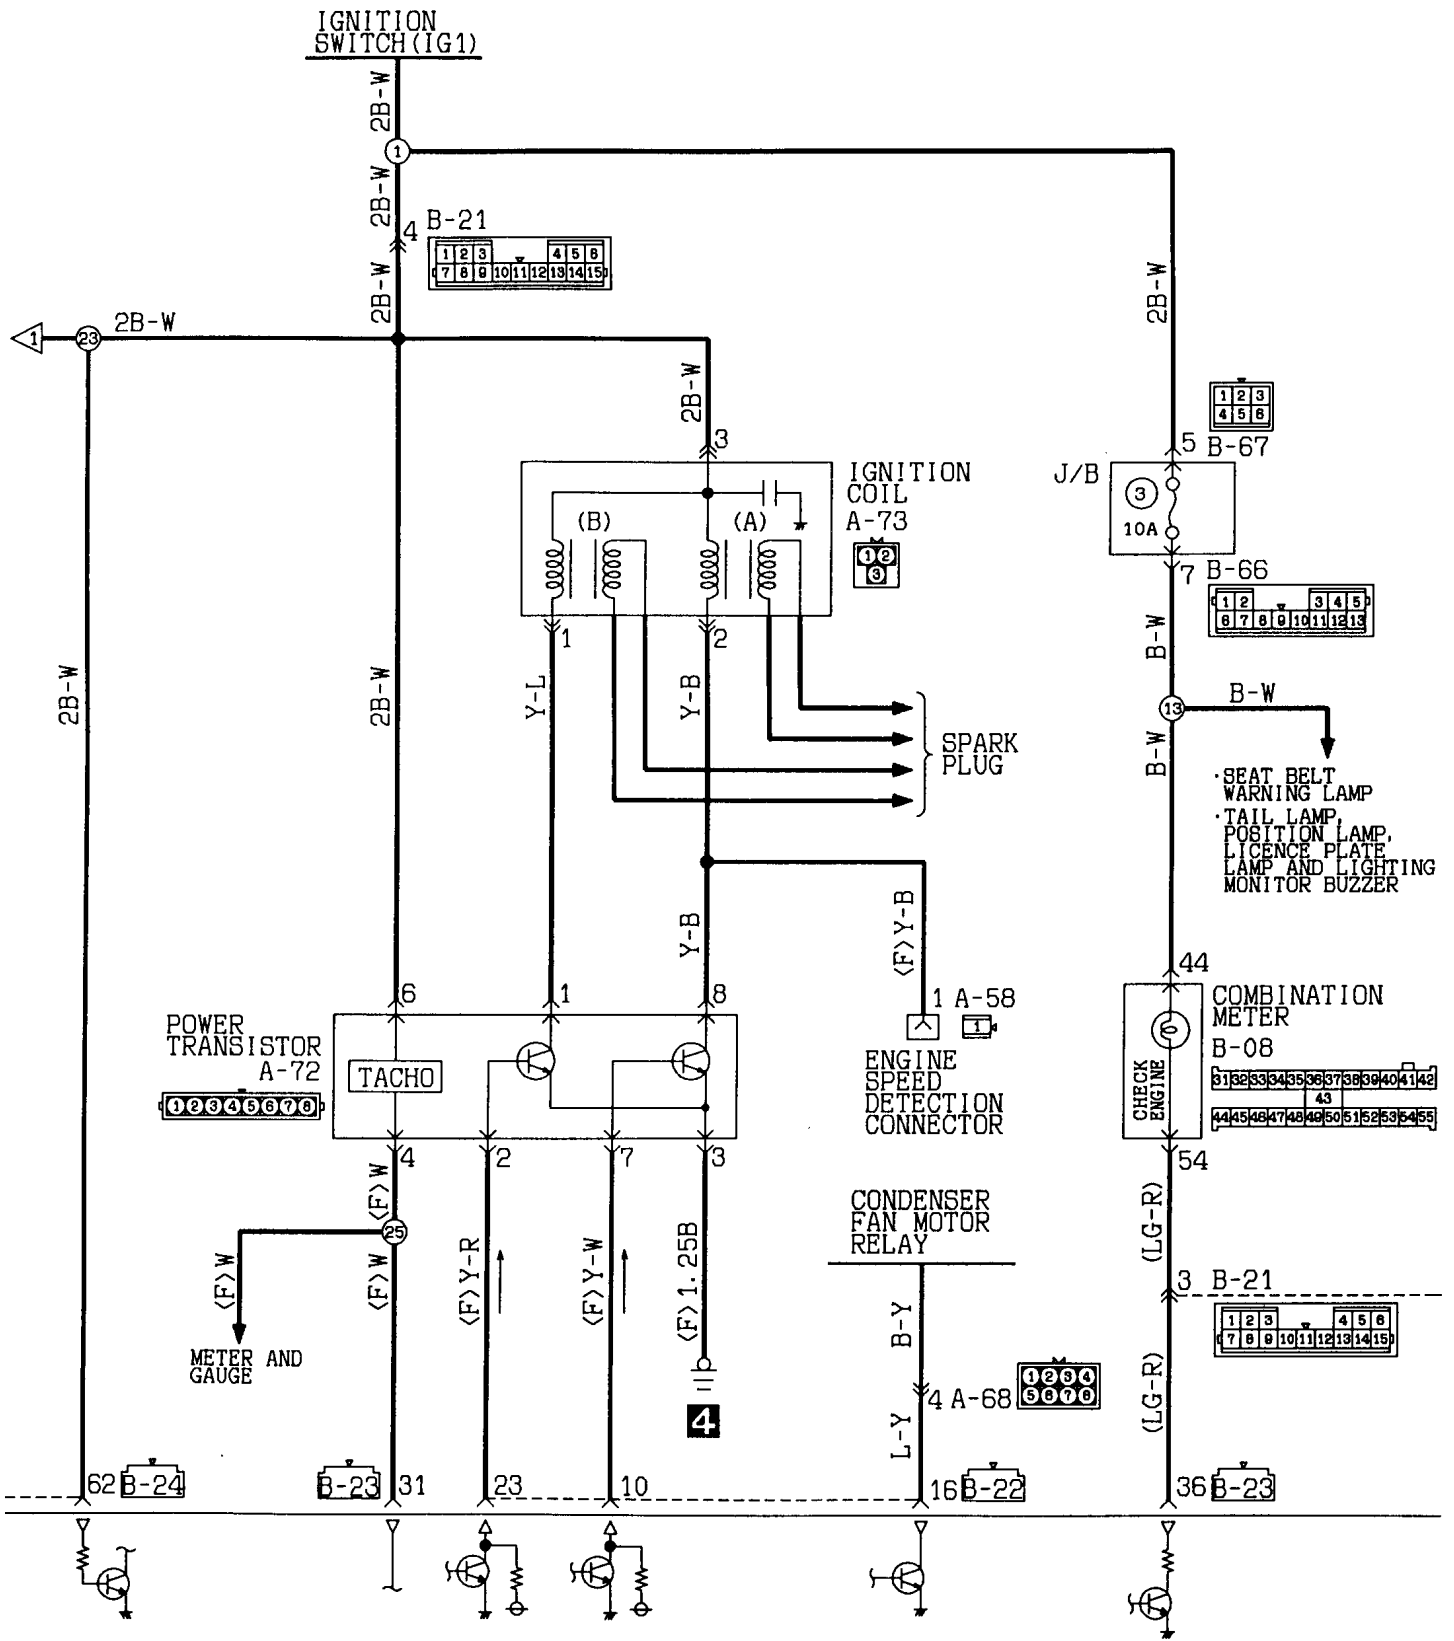 IGNITION
SWITCH(IG1)
2B-W
1
2B-W
4
B-21
1 2 3 4 5 6
7 8 9 10 11 12 13 14 15
2B-W
2B-W
1
23
2B-W
2B-W
1 2 3
4 5 6
3
5
B-67
IGNITION
COIL
A-73
J/B
3
10A
(B)
(A)
1 2
3
7
B-66
1 2 3 4 5
6 7 8 9 10 11 12 13
1
2
B-W
2B-W
2B-W
Y-L
Y-B
13
B-W
B-W
SPARK
PLUG
·SEAT BELT
WARNING LAMP
·TAIL LAMP,
POSITION LAMP,
LICENCE PLATE
LAMP AND LIGHTING
MONITOR BUZZER
Y-B
<F>Y-B
44
6
1
8
1
A-58
1
COMBINATION
METER
B-08
POWER
TRANSISTOR
A-72
TACHO
ENGINE
SPEED
DETECTION
CONNECTOR
CHECK
ENGINE
31 32 33 34 35 36 37 38 39 40 41 42
43
44 45 46 47 48 49 50 51 52 53 54 55
1 2 3 4 5 6 7 8
4
2
7
3
54
<F>W
25
<F>W
<F>W
<F>Y-R
<F>Y-W
<F>1.25B
CONDENSER
FAN MOTOR
RELAY
(LG-R)
3
B-21
1 2 3 4 5 6
7 8 9 10 11 12 13 14 15
B-Y
METER AND
GAUGE
4
4
A-68
1 2 3 4
5 6 7 8
L-Y
(LG-R)
62
B-24
B-23
31
23
10
16
B-22
36
B-23